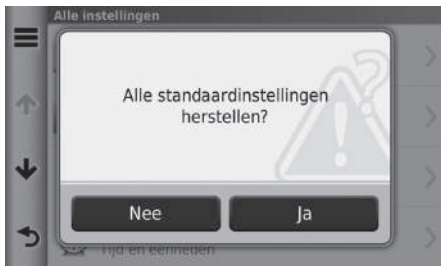 Alle instellingen
Alle standaardinstellingen
herstellen?
Nee
Ja
Tijd en eenheden